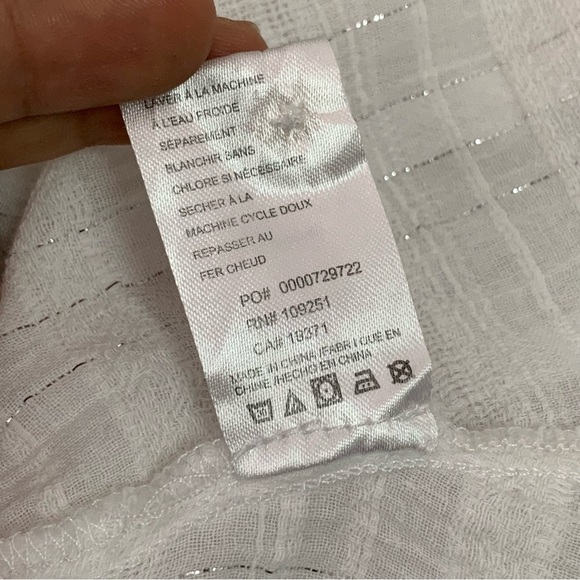 LAVER À LA MACHINE
À L'EAU FROIDE
SÉPAREMENT
BLANCHIR SANS
CHLORE SI NÉCESSAIRE
SECHER À LA
MACHINE CYCLE DOUX
REPASSER AU
FER CHEUD
PO# 0000729722
RN# 109251
CA# 19371
MADE IN CHINA /FABRIQUÉ EN
CHINE /HECHO EN CHINA